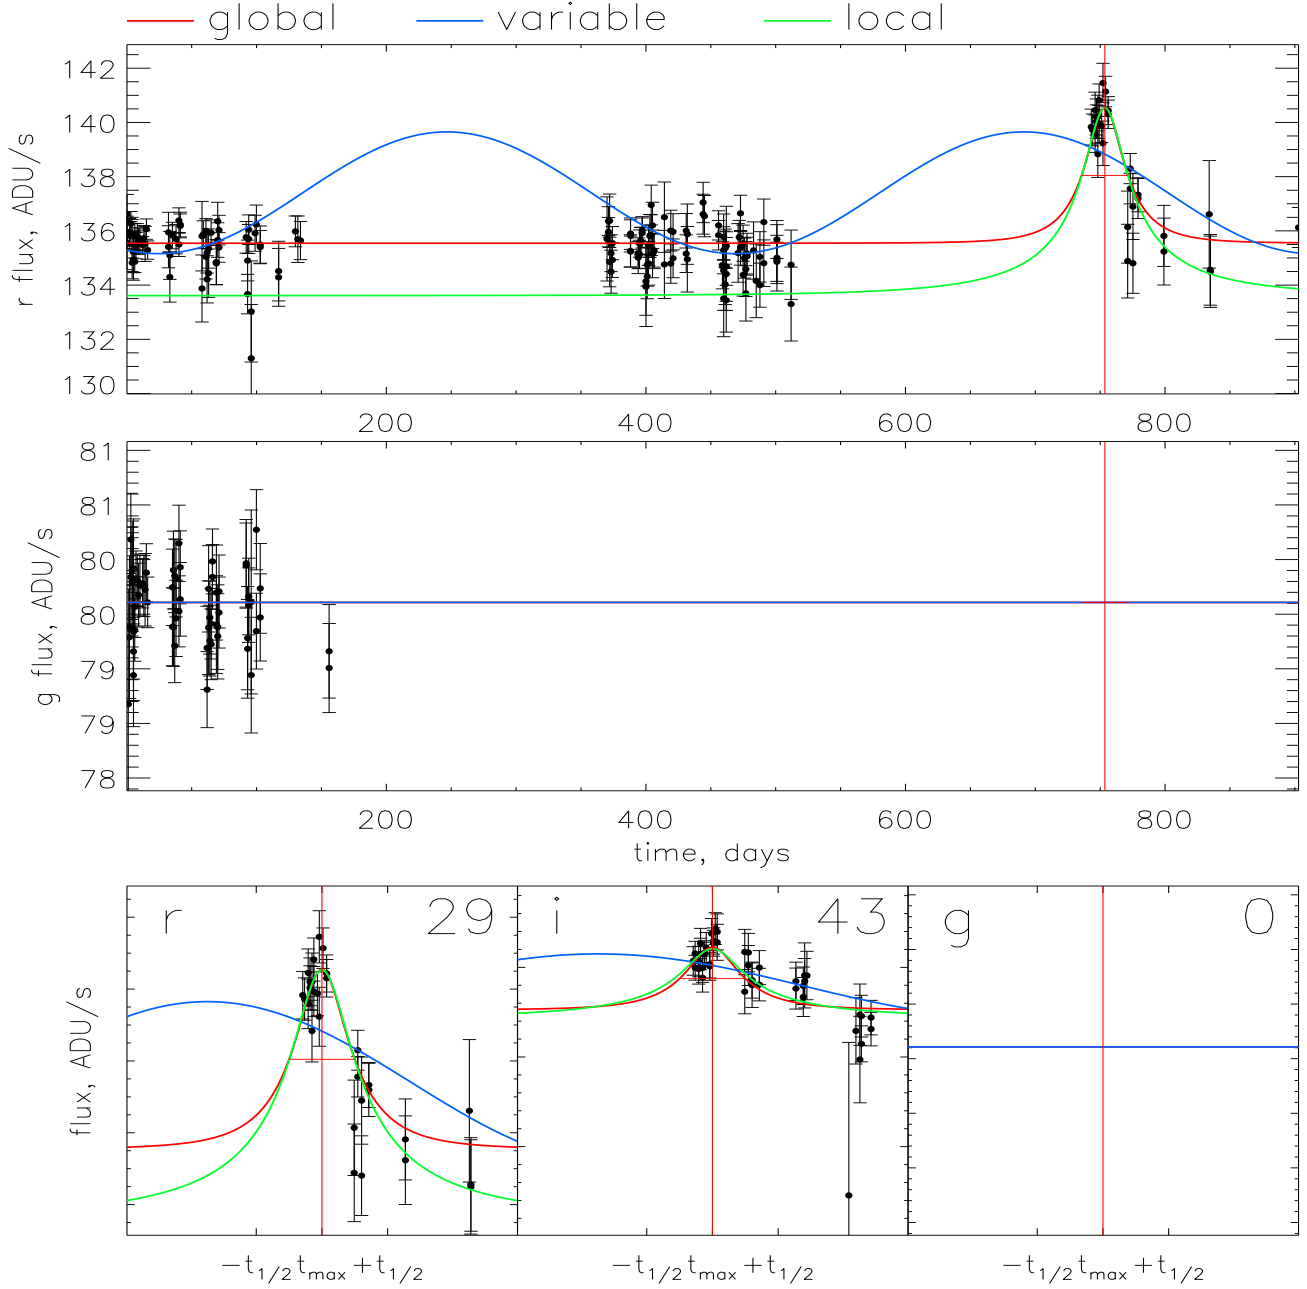 global variable local
r flux, ADU/s
142
140
138
136
134
132
130
200 400 600 800
g flux, ADU/s
81
81
80
80
79
79
78
200 400 600 800
time, days
flux, ADU/s
r 29 i 43 g 0
-t1/2 tmax +t1/2 -t1/2 tmax +t1/2 -t1/2 tmax +t1/2